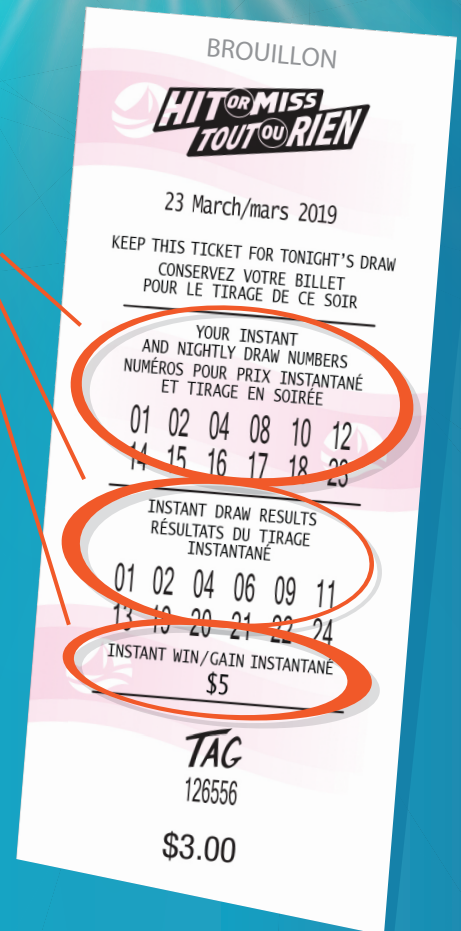 BROUILLON
HIT OR MISS
TOUT OU RIEN
23 March/mars 2019
KEEP THIS TICKET FOR TONIGHT'S DRAW
CONSERVEZ VOTRE BILLET
POUR LE TIRAGE DE CE SOIR
YOUR INSTANT
AND NIGHTLY DRAW NUMBERS
NUMÉROS POUR PRIX INSTANTANÉ
ET TIRAGE EN SOIRÉE
01 02 04 08 10 12
14 15 16 17 18 23
INSTANT DRAW RESULTS
RÉSULTATS DU TIRAGE
INSTANTANÉ
01 02 04 06 09 11
13 19 20 21 22 24
INSTANT WIN/GAIN INSTANTANÉ
$5
TAG
126556
$3.00